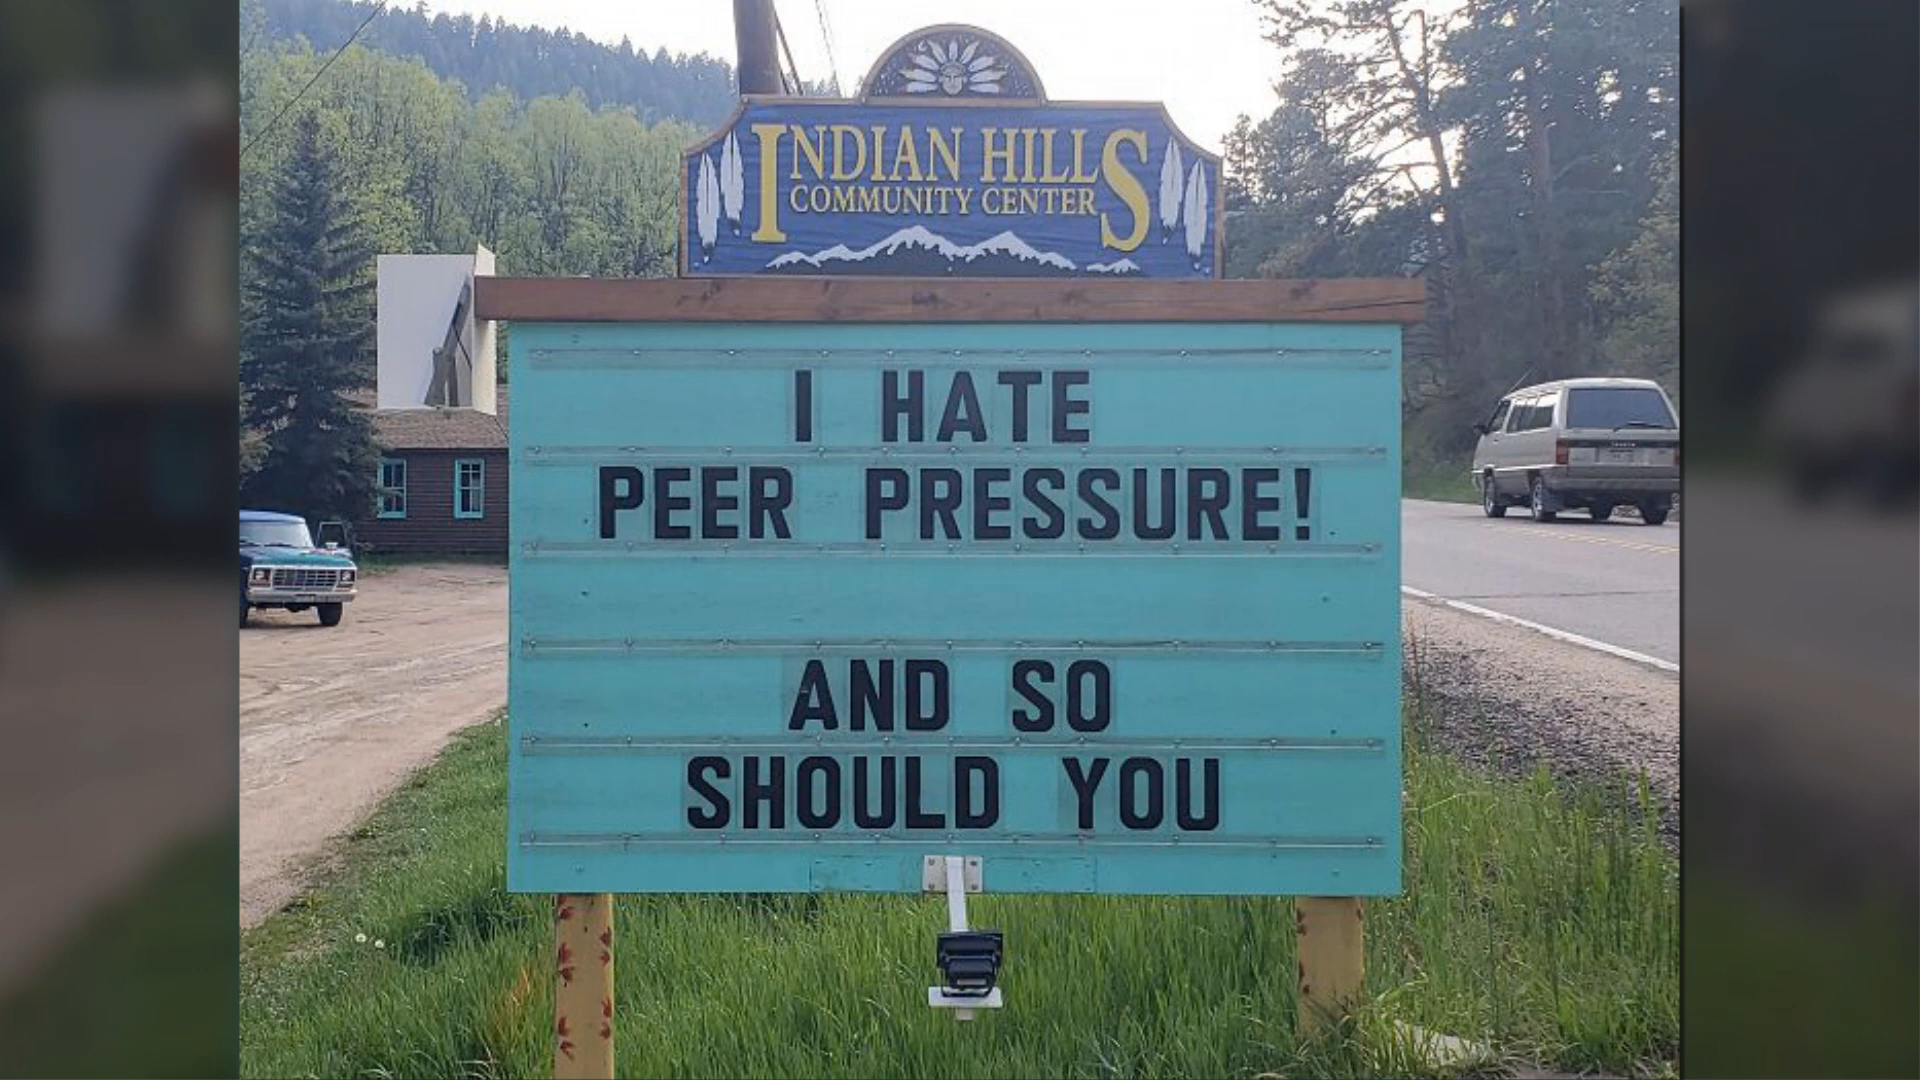 INDIAN HILLS
COMMUNITY CENTER
I HATE
PEER PRESSURE!
AND SO
SHOULD YOU